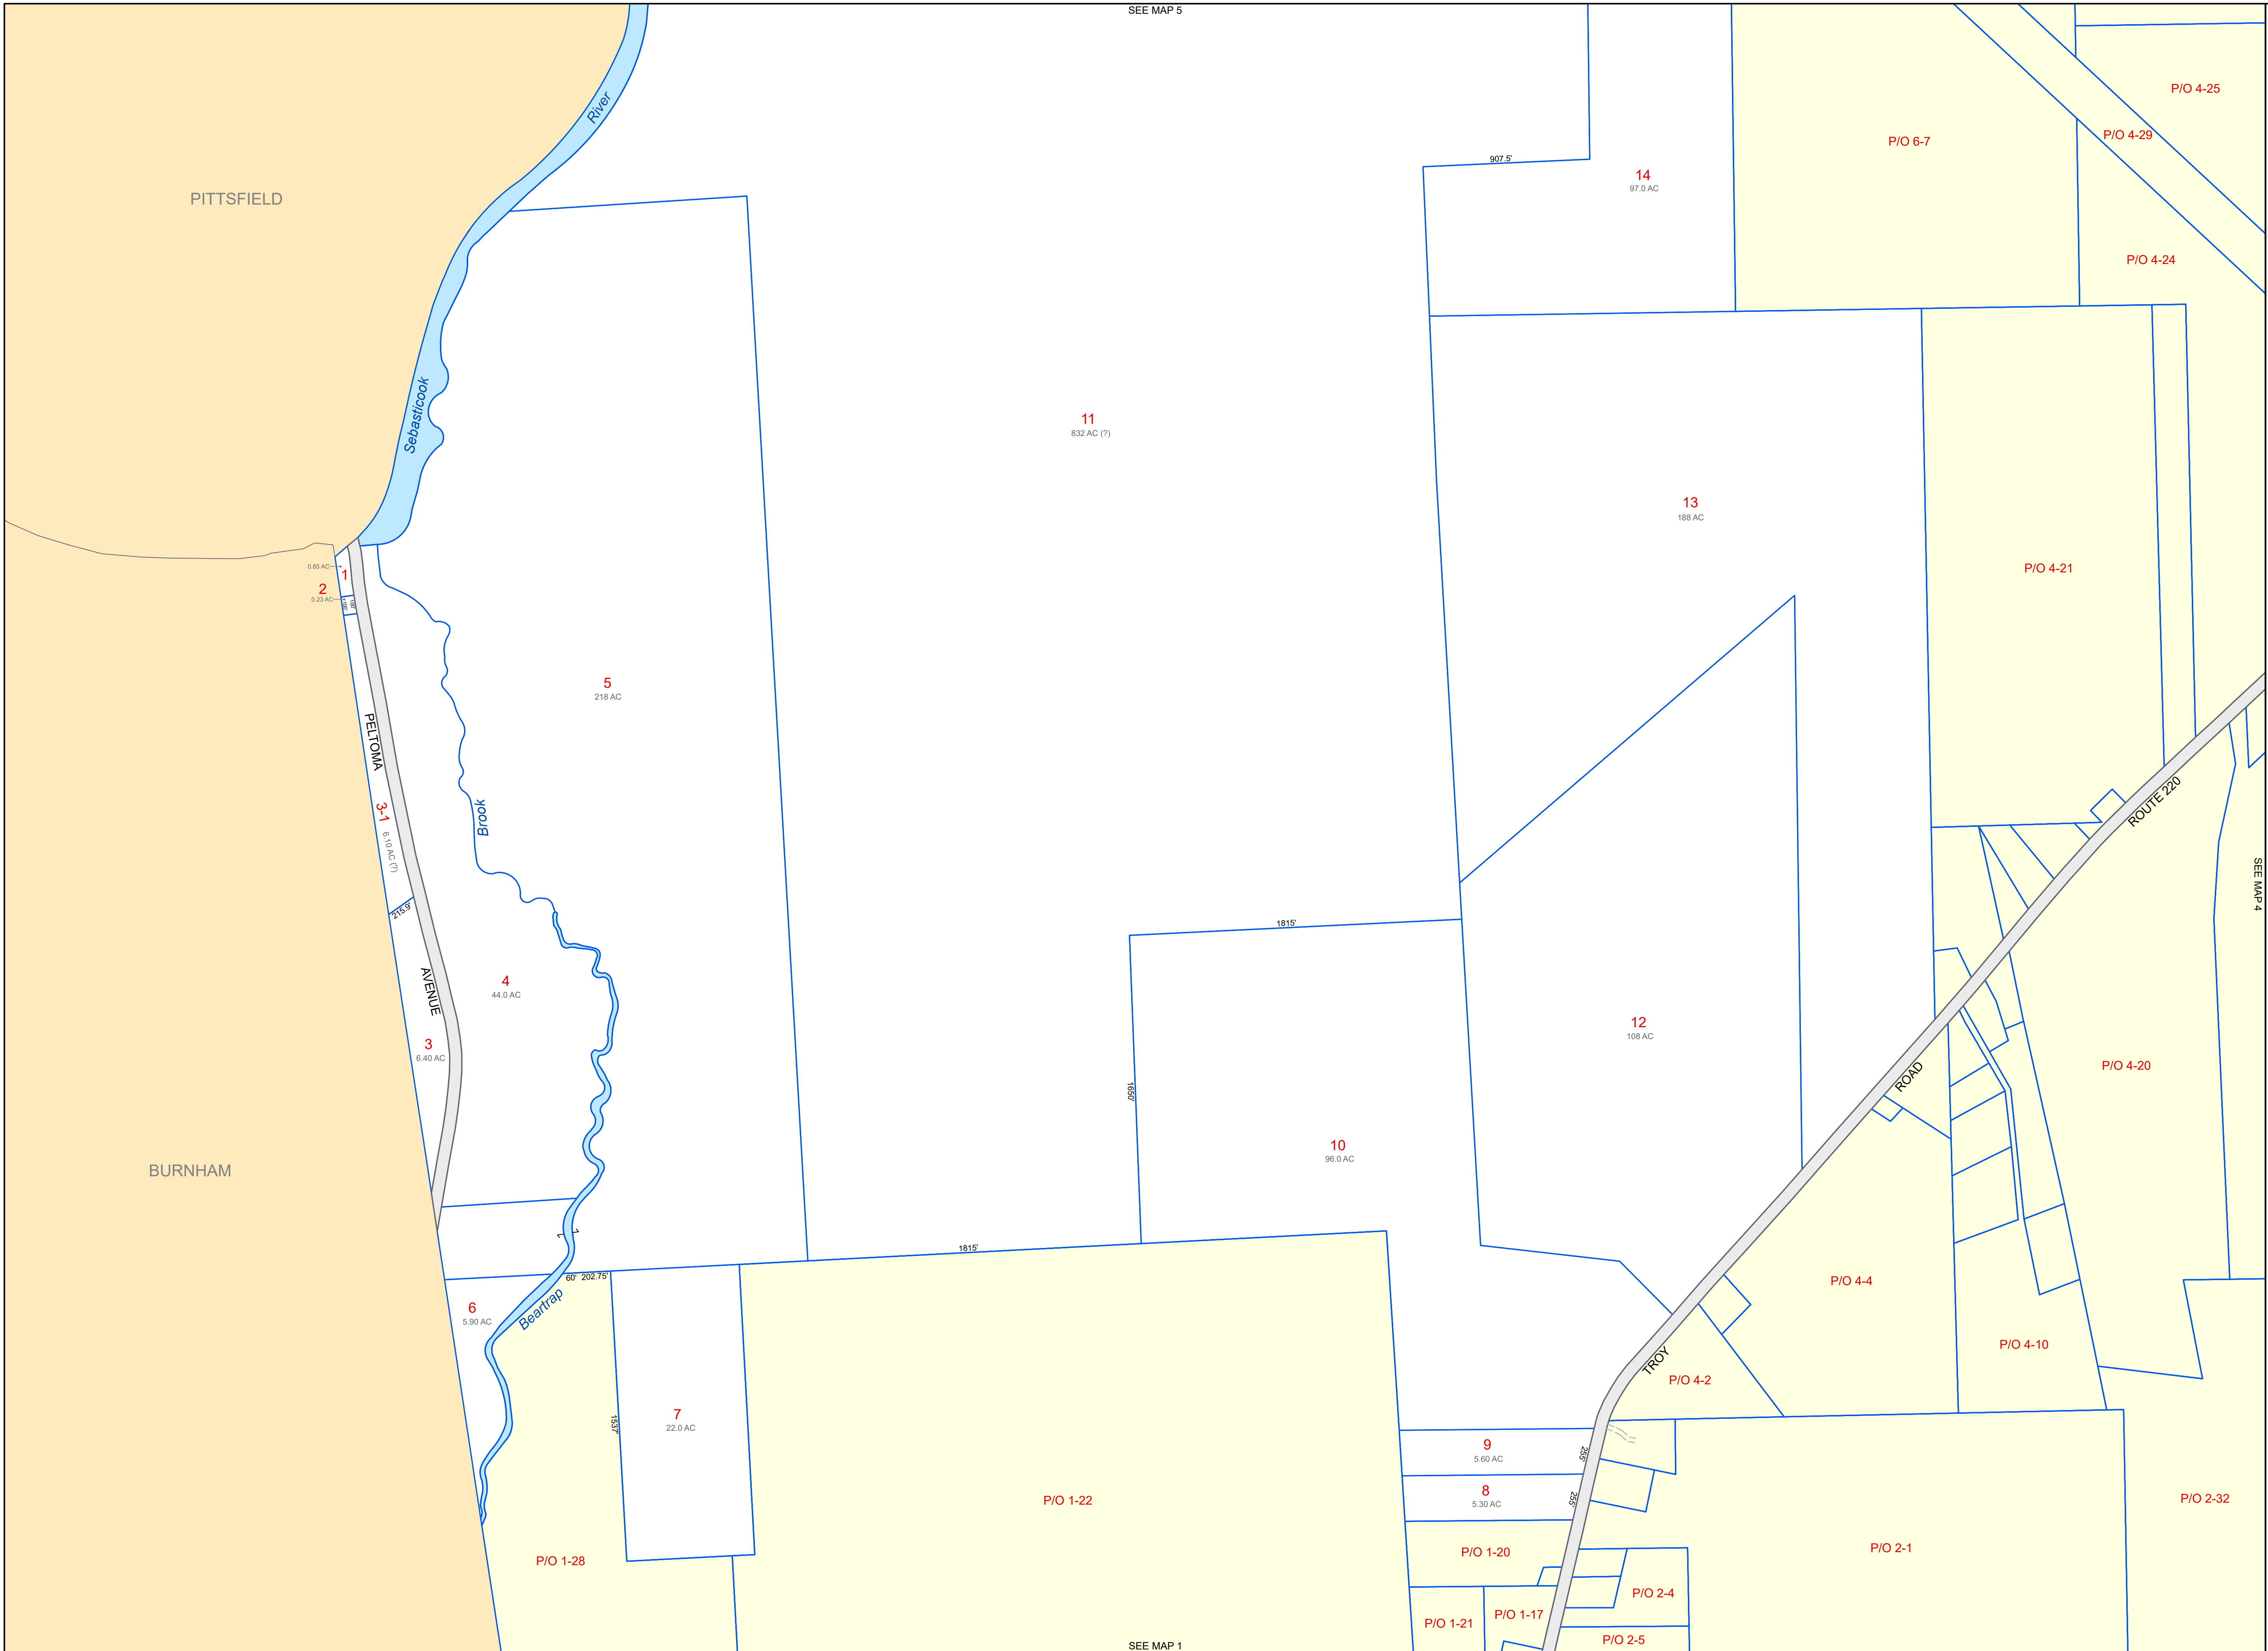 SEE MAP 5
River
P/O 4-25
P/O 4-29
P/O 6-7
907.5'
14
97.0 AC
PITTSFIELD
P/O 4-24
Sebasticook
11
832 AC (?)
13
188 AC
P/O 4-21
0.65 AC
1
2
0.23 AC
100'
100'
5
218 AC
PELTOMA
3-1
6.10 AC (?)
Brook
ROUTE 220
SEE MAP 4
215.9'
1815'
AVENUE
4
44.0 AC
12
108 AC
3
6.40 AC
P/O 4-20
ROAD
1650'
10
96.0 AC
BURNHAM
1815'
60' 202.75'
P/O 4-4
6
5.90 AC
Beartrap
P/O 4-10
TROY
P/O 4-2
7
22.0 AC
1537'
9
5.60 AC
255'
8
5.30 AC
255'
P/O 1-22
P/O 2-32
P/O 1-28
P/O 1-20
P/O 2-1
P/O 2-4
P/O 1-21
P/O 1-17
P/O 2-5
SEE MAP 1